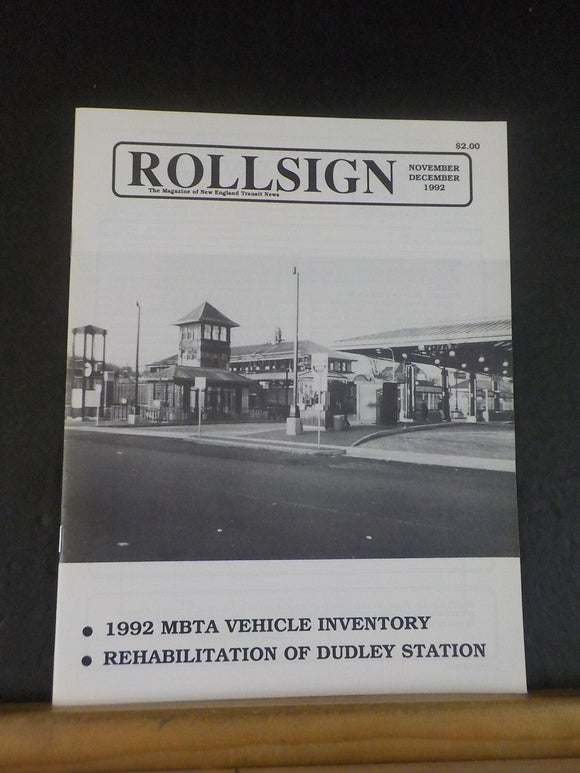 $2.00
ROLLSIGN
The Magazine of New England Transit News
NOVEMBER
DECEMBER
1992
• 1992 MBTA VEHICLE INVENTORY
• REHABILITATION OF DUDLEY STATION